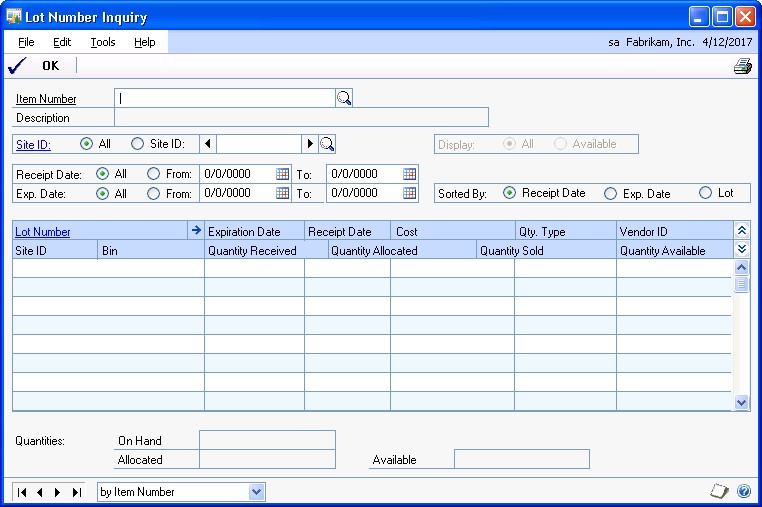 Lot Number Inquiry
File Edit Tools Help sa Fabrikam, Inc. 4/12/2017
OK
Item Number
Description
Site ID: All Site ID: Display: All Available
Receipt Date: All From: 0/0/0000 To: 0/0/0000
Exp. Date: All From: 0/0/0000 To: 0/0/0000 Sorted By: Receipt Date Exp. Date Lot
Lot Number Expiration Date Receipt Date Cost Qty. Type Vendor ID
Site ID Bin Quantity Received Quantity Allocated Quantity Sold Quantity Available
Quantities: On Hand
Allocated Available
by Item Number